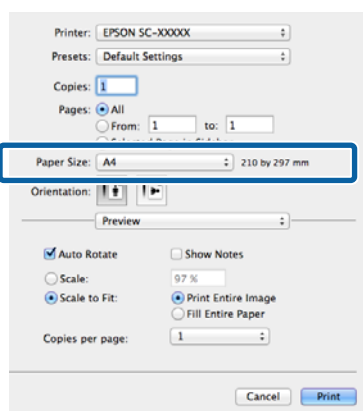 Printer: EPSON SC-XXXXX
Presets: Default Settings
Copies: 1
Pages: All
From: 1 to: 1
Paper Size: A4 210 by 297 mm
Orientation:
Preview
Auto Rotate Show Notes
Scale: 97 %
Scale to Fit: Print Entire Image
Fill Entire Paper
Copies per page: 1
Cancel Print